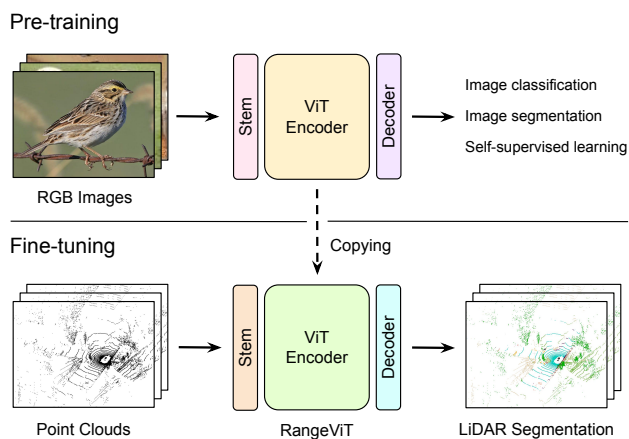 Pre-training
Stem
ViT
Encoder
Decoder
Image classification
Image segmentation
Self-supervised learning
RGB Images
Copying
Fine-tuning
Stem
ViT
Encoder
Decoder
Point Clouds
RangeViT
LiDAR Segmentation